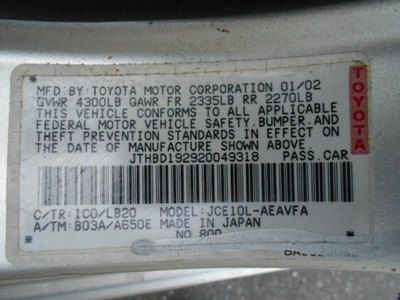 MFD BY: TOYOTA MOTOR CORPORATION 01/02
GVWR 4300LB GAWR FR 2335LB RR 2270LB
THIS VEHICLE CONFORMS TO ALL APPLICABLE
FEDERAL MOTOR VEHICLE SAFETY, BUMPER, AND
THEFT PREVENTION STANDARDS IN EFFECT ON
THE DATE OF MANUFACTURE SHOWN ABOVE.
JTHBD192920049318 PASS.CAR
C/TR: 1C0/LB20 MODEL: JCE10L-AEAVFA
A/TM: B03A/A650E MADE IN JAPAN
NO 800
TOYOTA